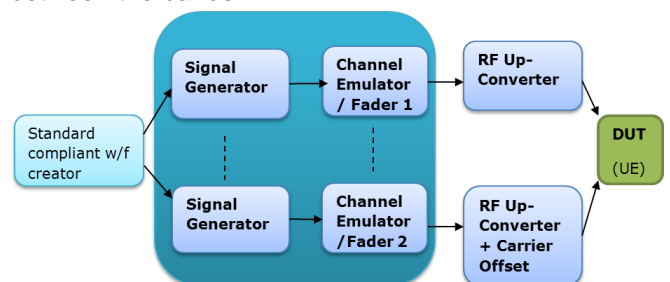 Signal
Generator
Channel
Emulator
/ Fader 1
RF Up-
Converter
Standard
compliant w/f
creator
DUT
(UE)
Signal
Generator
Channel
Emulator
/Fader 2
RF Up-
Converter
+ Carrier
Offset